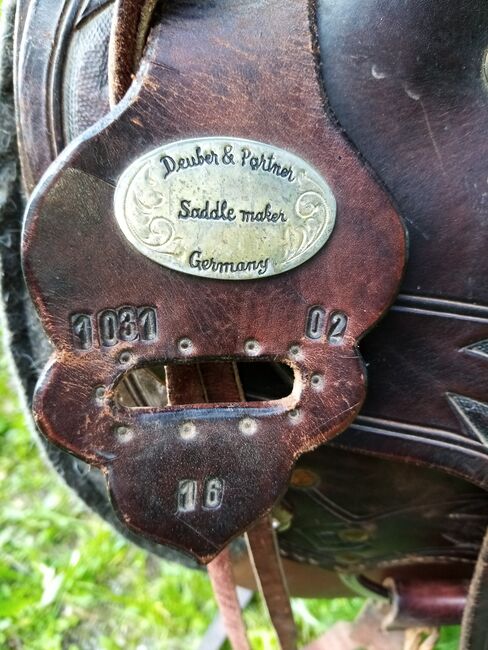 Deuber & Partner
Saddle maker
Germany
1031 02
16